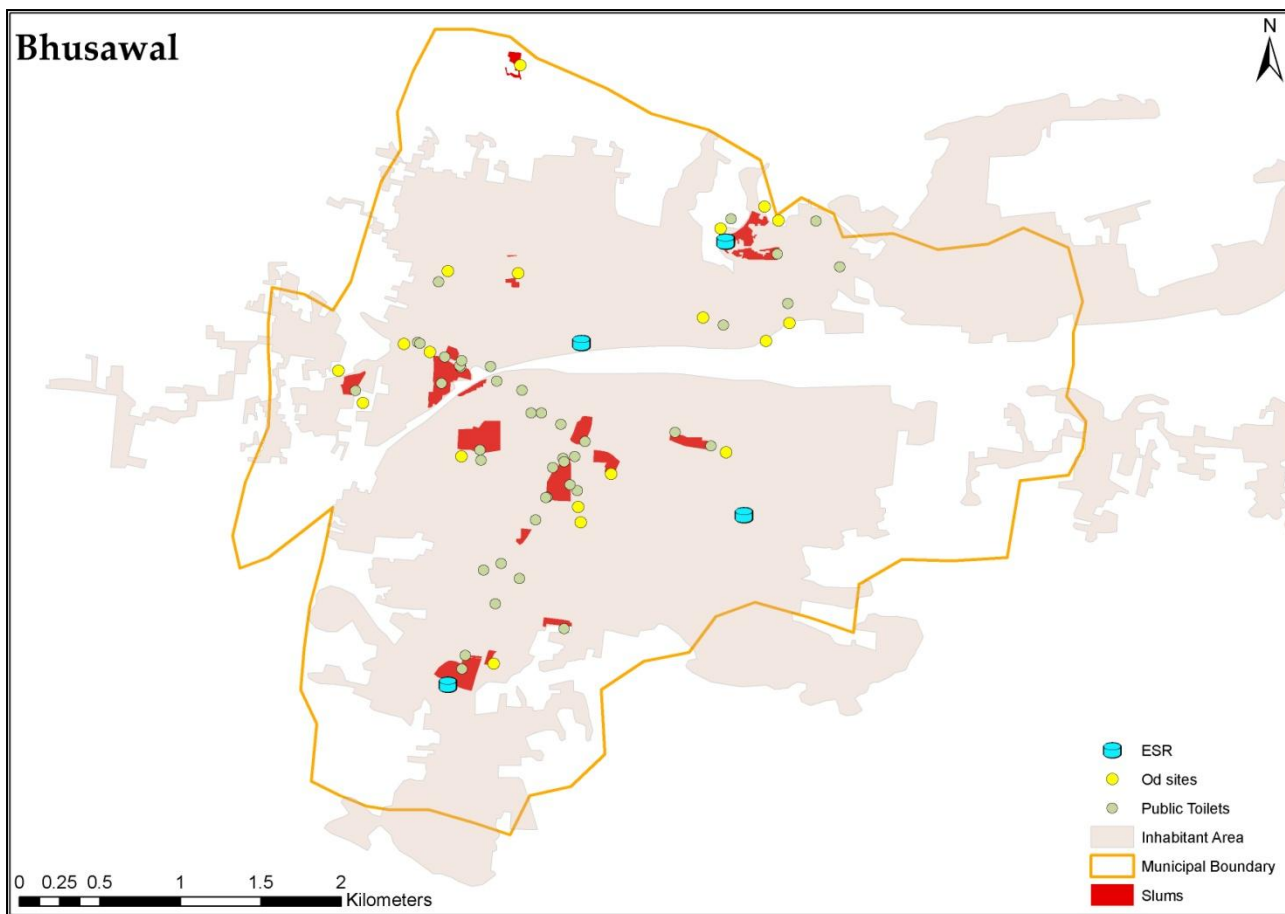 Bhusawal
N
ESR
Od sites
Public Toilets
Inhabitant Area
Municipal Boundary
Slums
0 0.25 0.5 1 1.5 2
Kilometers